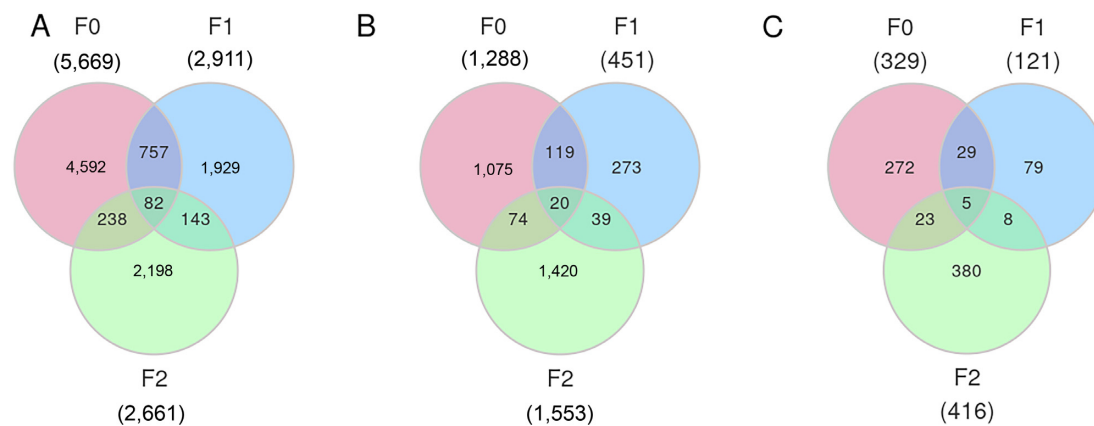 A
F0
F1
(5,669)
(2,911)
4,592
757
1,929
82
238
143
2,198
F2
(2,661)
B
F0
F1
(1,288)
(451)
1,075
119
273
20
74
39
1,420
F2
(1,553)
C
F0
F1
(329)
(121)
272
29
79
5
23
8
380
F2
(416)